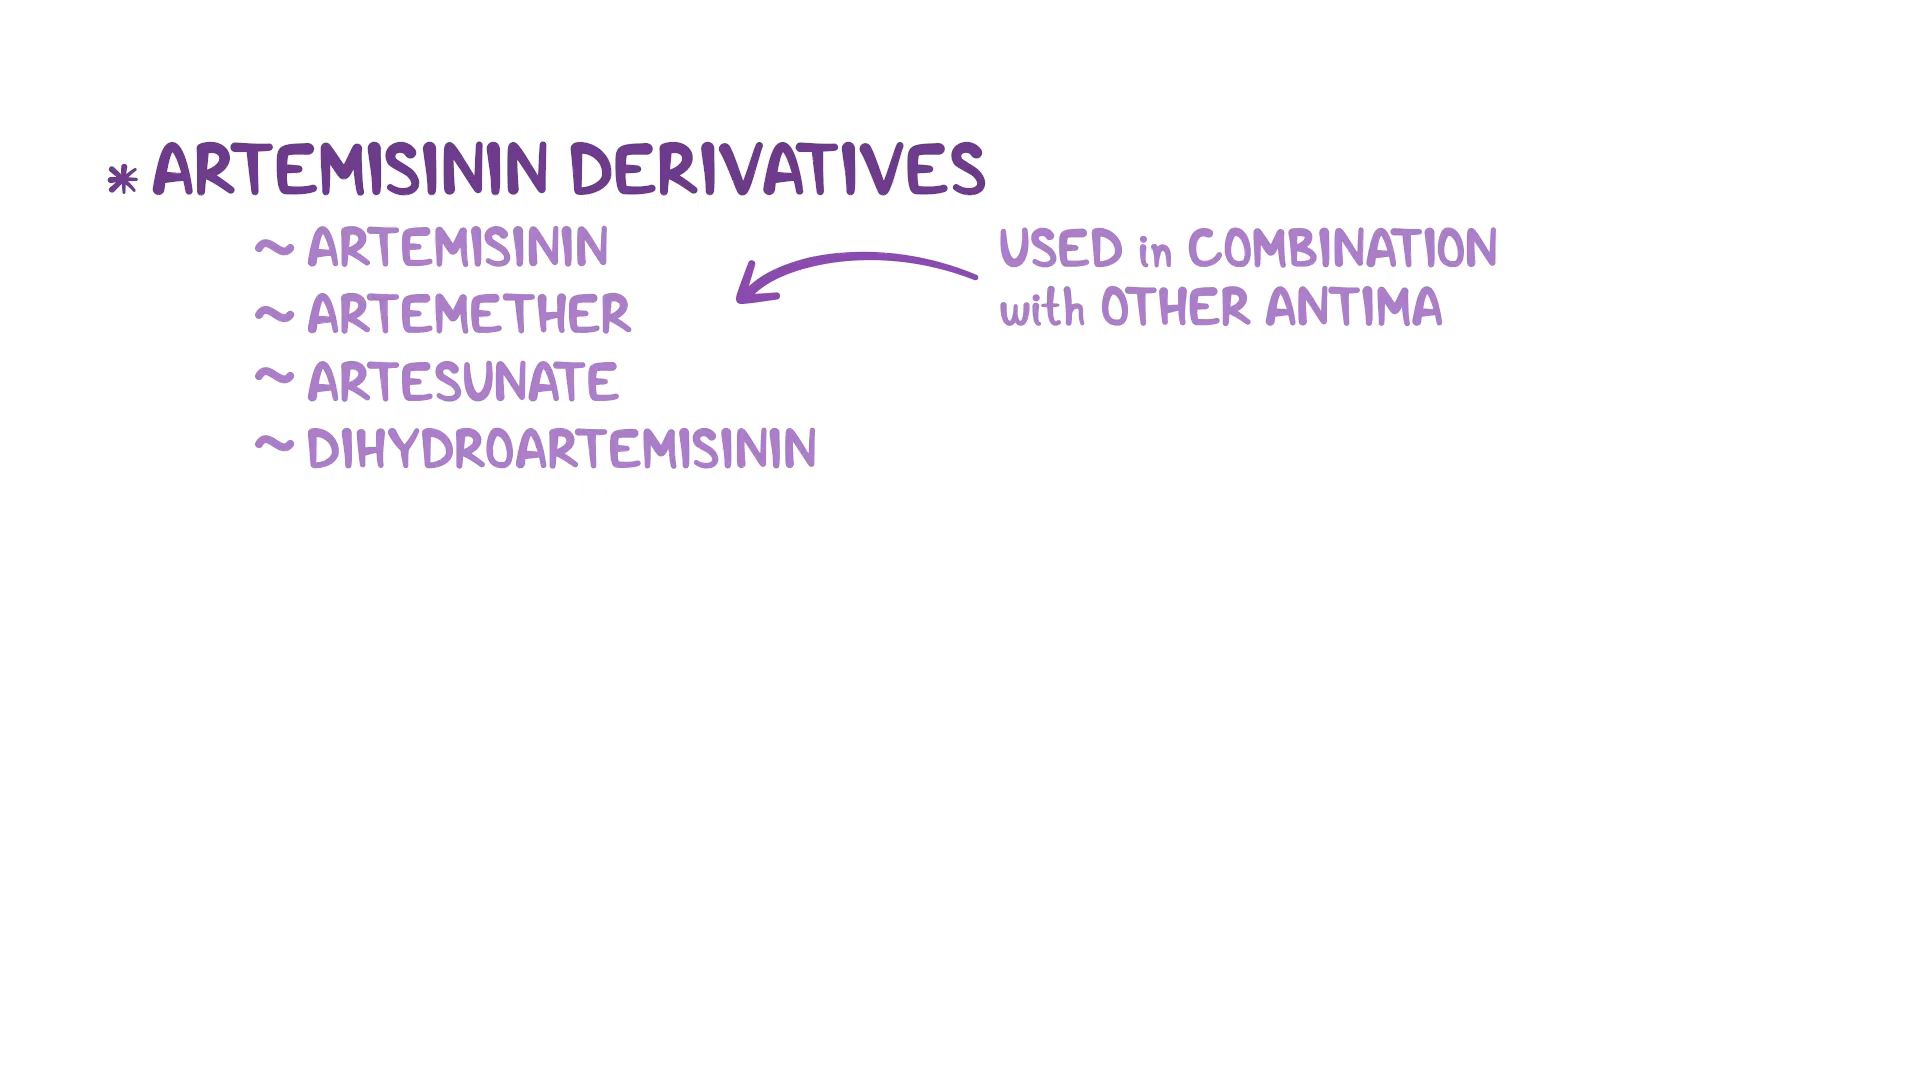 * ARTEMISININ DERIVATIVES
~ ARTEMISININ
~ ARTEMETHER
~ ARTESUNATE
~ DIHYDROARTEMISININ
USED in COMBINATION
with OTHER ANTIMA